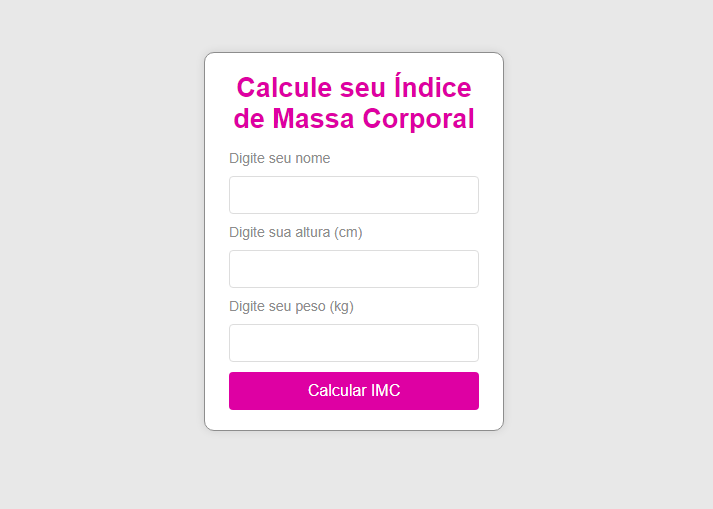 Calcule seu Índice
de Massa Corporal
Digite seu nome
Digite sua altura (cm)
Digite seu peso (kg)
Calcular IMC